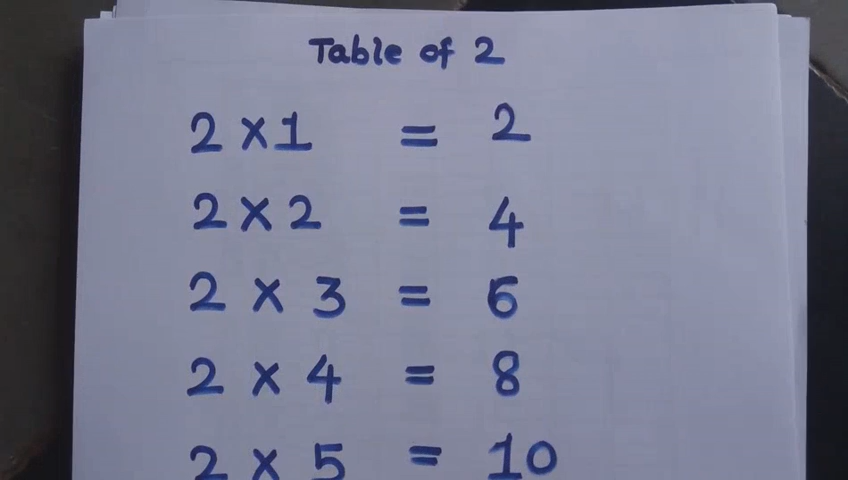 Table of 2
2 × 1 = 2
2 × 2 = 4
2 × 3 = 6
2 × 4 = 8
2 × 5 = 10